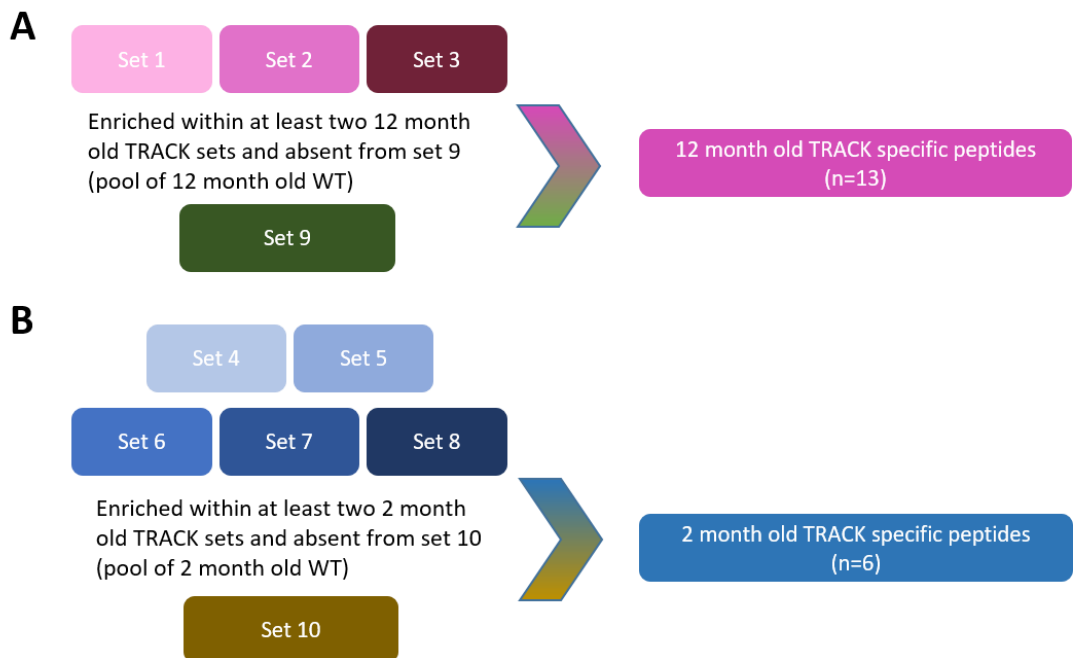 A
Set 1
Set 2
Set 3
Enriched within at least two 12 month
old TRACK sets and absent from set 9
(pool of 12 month old WT)
Set 9
12 month old TRACK specific peptides
(n=13)
B
Set 4
Set 5
Set 6
Set 7
Set 8
Enriched within at least two 2 month
old TRACK sets and absent from set 10
(pool of 2 month old WT)
Set 10
2 month old TRACK specific peptides
(n=6)